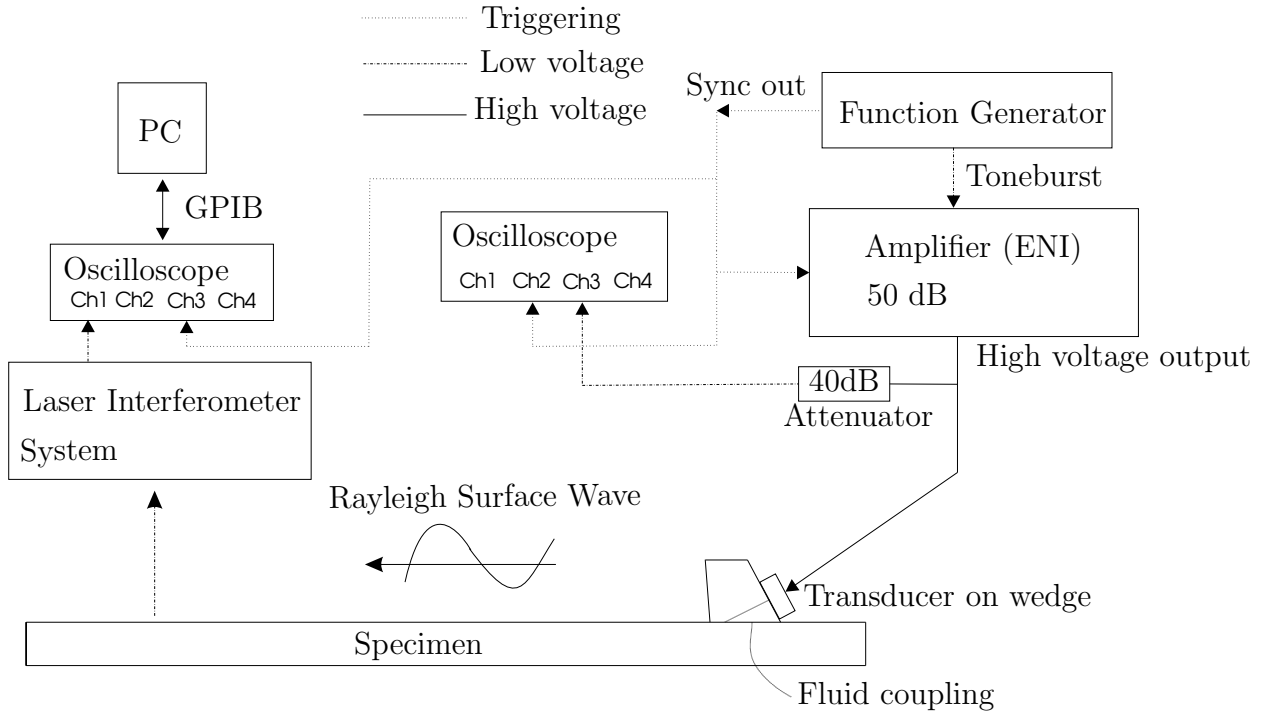 Triggering
Low voltage
High voltage
Sync out
Function Generator
PC
Toneburst
GPIB
Oscilloscope
Ch1 Ch2 Ch3 Ch4
Amplifier (ENI)
50 dB
Oscilloscope
Ch1 Ch2 Ch3 Ch4
High voltage output
40dB
Attenuator
Laser Interferometer
System
Rayleigh Surface Wave
Transducer on wedge
Specimen
Fluid coupling